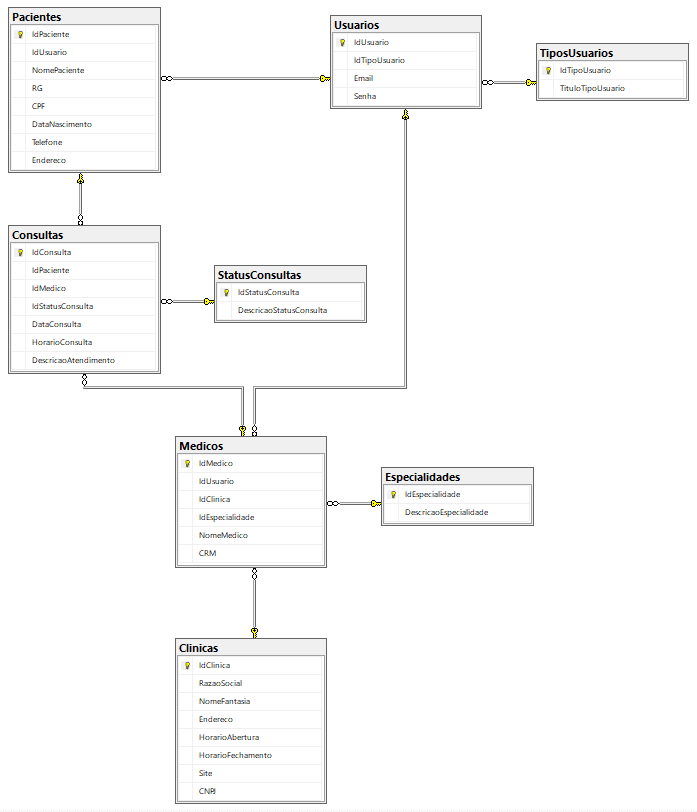 Pacientes
IdPaciente
IdUsuario
NomePaciente
RG
CPF
DataNascimento
Telefone
Endereco
Usuarios
IdUsuario
IdTipoUsuario
Email
Senha
TiposUsuarios
IdTipoUsuario
TituloTipoUsuario
Consultas
IdConsulta
IdPaciente
IdMedico
IdStatusConsulta
DataConsulta
HorarioConsulta
DescricaoAtendimento
StatusConsultas
IdStatusConsulta
DescricaoStatusConsulta
Medicos
IdMedico
IdUsuario
IdClinica
IdEspecialidade
NomeMedico
CRM
Especialidades
IdEspecialidade
DescricaoEspecialidade
Clinicas
IdClinica
RazaoSocial
NomeFantasia
Endereco
HorarioAbertura
HorarioFechamento
Site
CNPJ